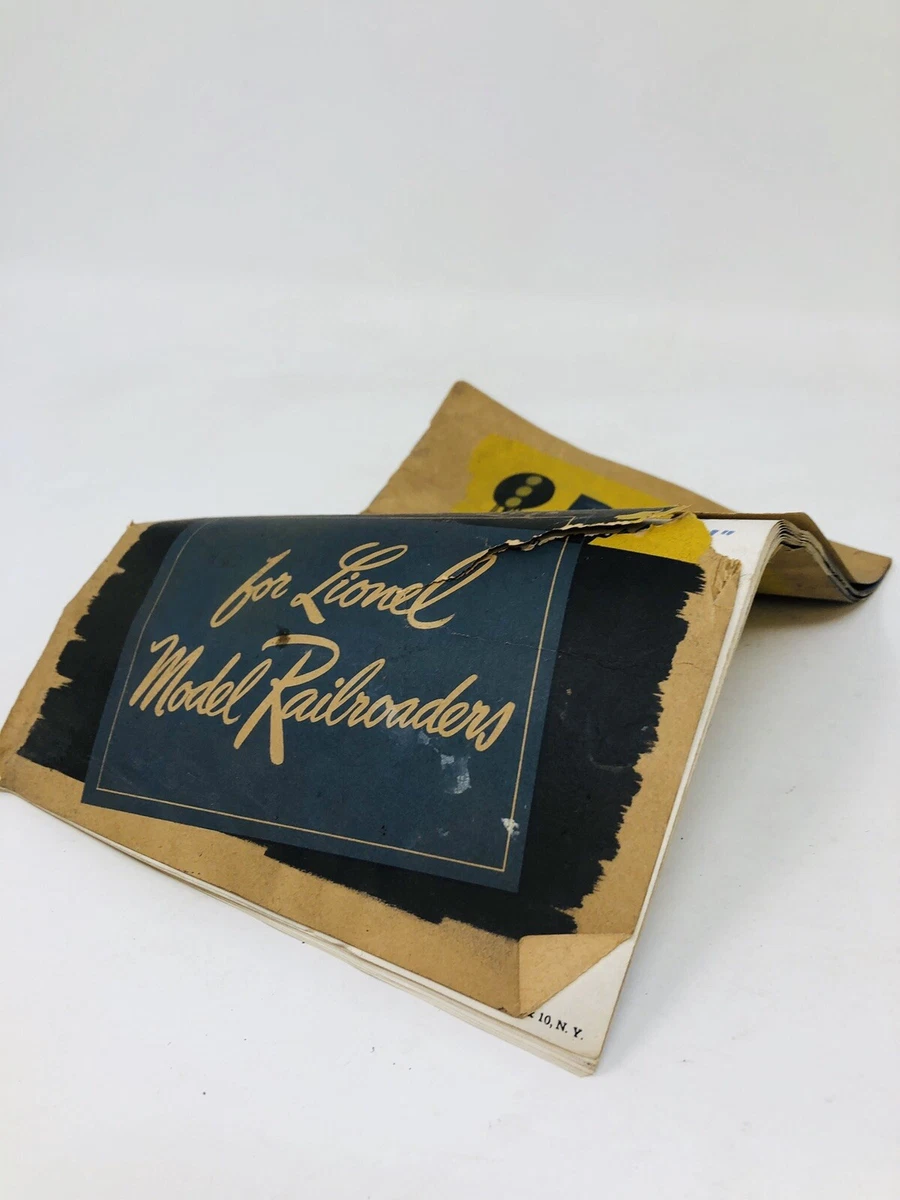 for Lionel
Model Railroaders
10, N. Y.